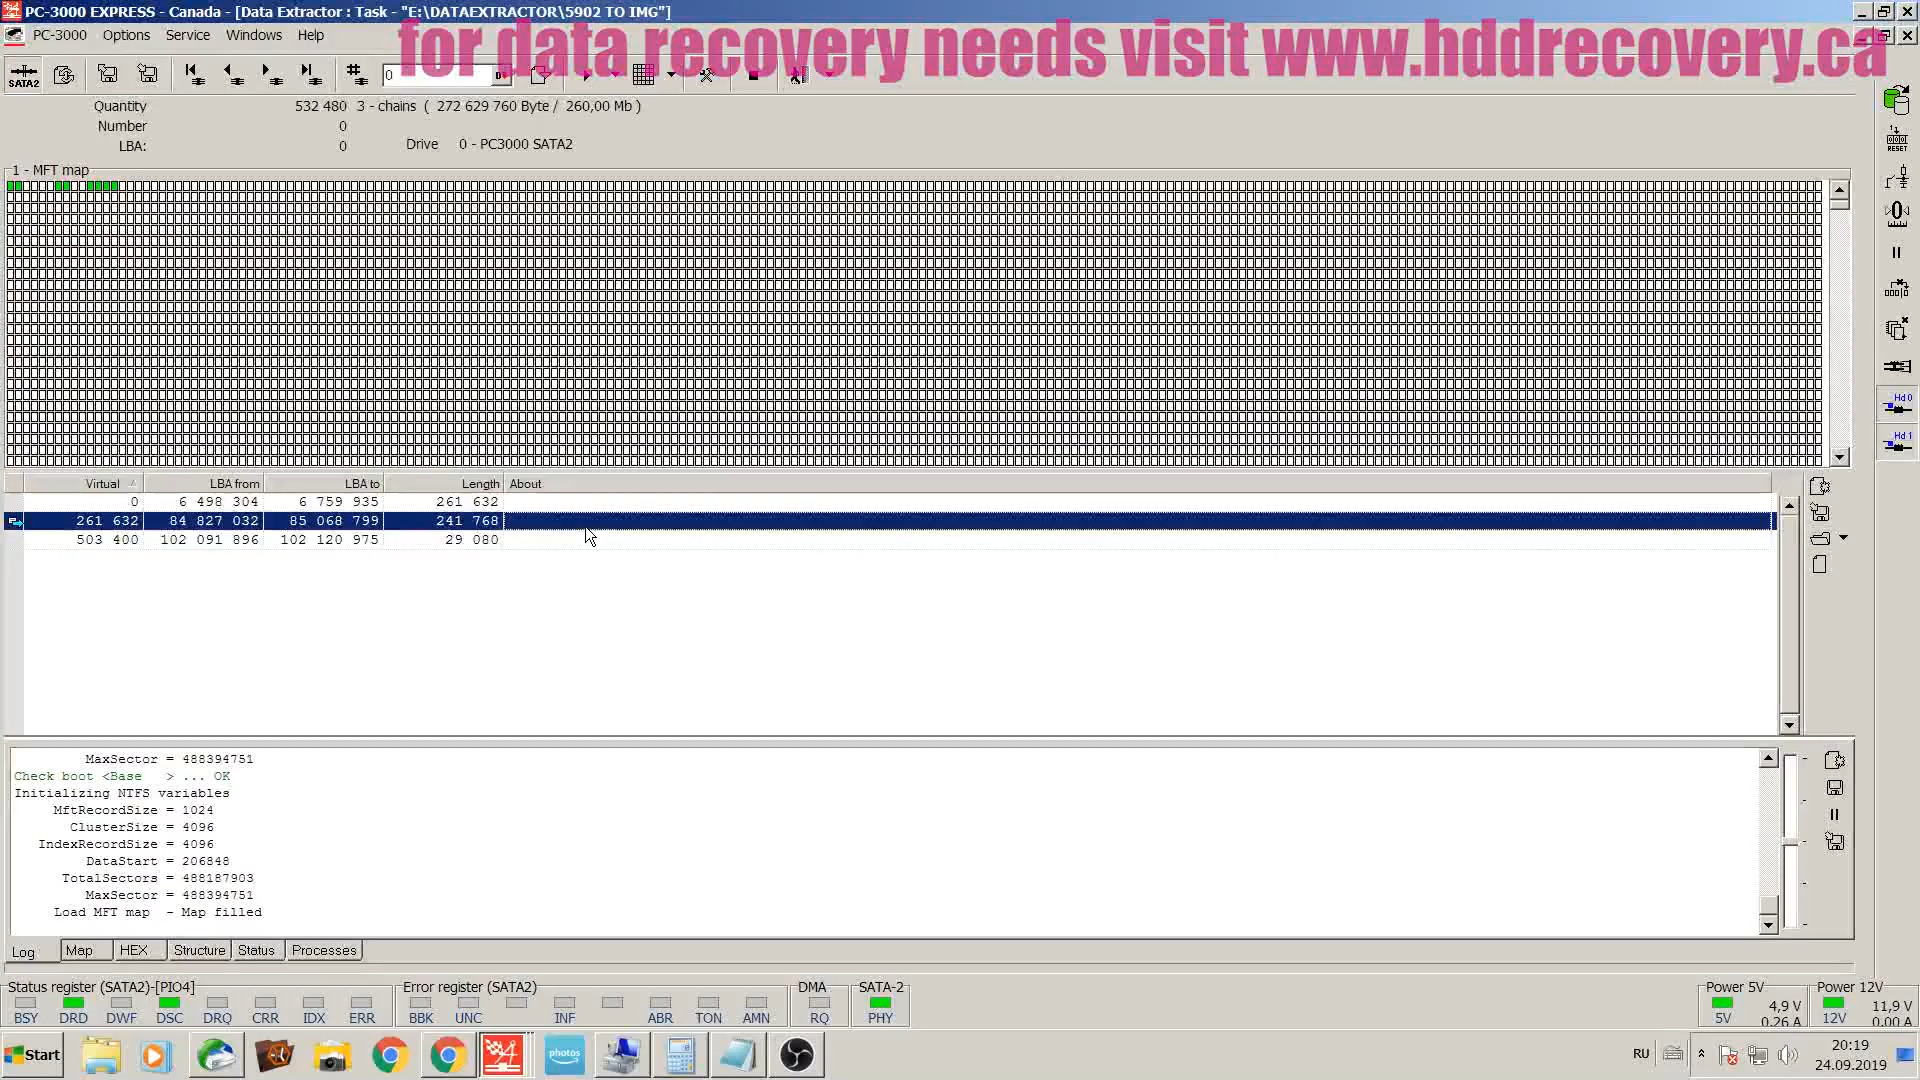 PC-3000 EXPRESS - Canada - [Data Extractor : Task - "E:\DATAEXTRACTOR\5902 TO IMG"]
PC-3000 Options Service Windows Help
for data recovery needs visit www.hddrecovery.ca
SATA2
0
Quantity 532 480 3 - chains ( 272 629 760 Byte / 260,00 Mb )
Number 0
LBA: 0 Drive 0 - PC3000 SATA2
RESET
1 - MFT map
Hd 0
Hd 1
Virtual LBA from LBA to Length About
0 6 498 304 6 759 935 261 632
261 632 84 827 032 85 068 799 241 768
503 400 102 091 896 102 120 975 29 080
MaxSector = 488394751
Check boot <Base > ... OK
Initializing NTFS variables
MftRecordSize = 1024
ClusterSize = 4096
IndexRecordSize = 4096
DataStart = 206848
TotalSectors = 488187903
MaxSector = 488394751
Load MFT map - Map filled
Log Map HEX Structure Status Processes
Status register (SATA2)-[PIO4] Error register (SATA2) DMA SATA-2 Power 5V Power 12V
BSY DRD DWF DSC DRQ CRR IDX ERR BBK UNC INF ABR TON AMN RQ PHY 5V 4,9 V 0.26 A 12V 11,9 V 0.00 A
Start photos RU 20:19
24.09.2019